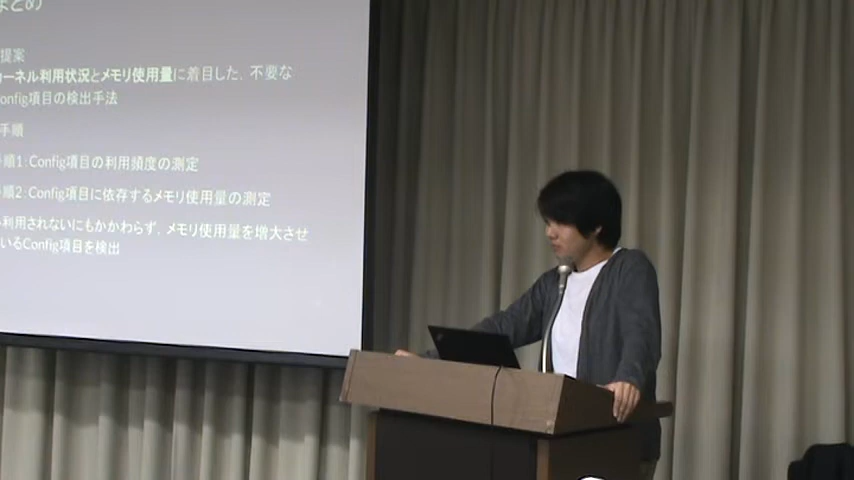 まとめ
提案
カーネル利用状況とメモリ使用量に着目した、不要な
onfig項目の検出手法
手順
順1：Config項目の利用頻度の測定
順2：Config項目に依存するメモリ使用量の測定
利用されないにもかかわらず，メモリ使用量を増大させ
いるConfig項目を検出